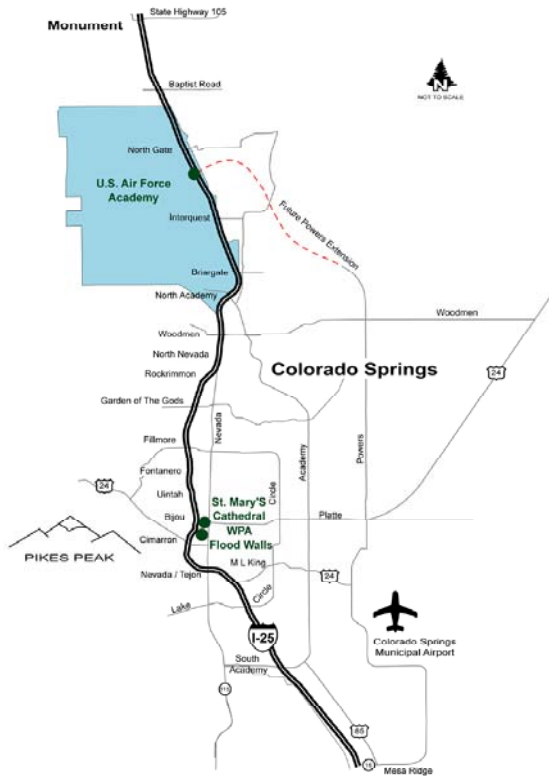 State Highway 105
Monument
Baptist Road
N
NOT TO SCALE
North Gate
U.S. Air Force
Academy
Interquest
Future Powers Extension
Briargate
North Academy
Woodmen
Woodmen
North Nevada
Colorado Springs
Rockrimmon
24
Garden of The Gods
Nevada
Academy
Powers
Fillmore
Fontanero
Circle
24
Uintah
St. Mary'S
Cathedral
Bijou
Platte
WPA
Flood Walls
Cimarron
PIKES PEAK
M L King
Nevada / Tejon
24
Circle
Lake
I-25
Colorado Springs
Municipal Airport
South
Academy
115
85
16
Mesa Ridge